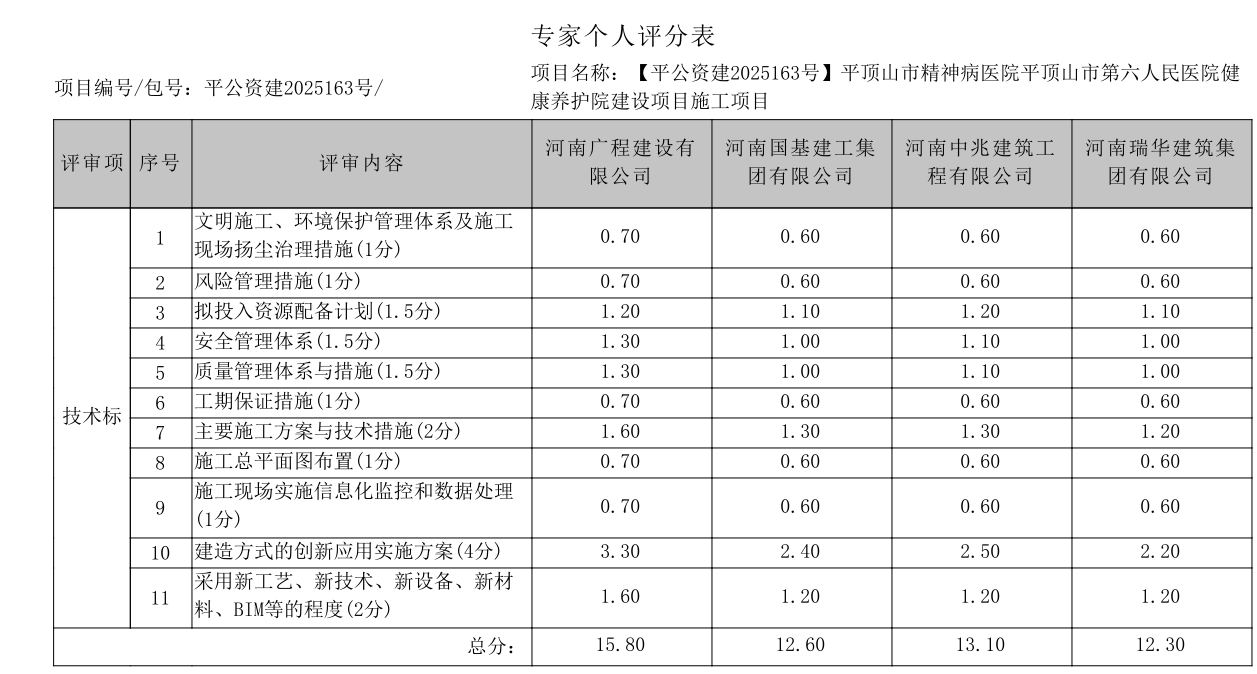 专家个人评分表
项目编号/包号: 平公资建2025163号/
项目名称: 【平公资建2025163号】平顶山市精神病医院平顶山市第六人民医院健
康养护院建设项目施工项目
评审项 序号 评审内容 河南广程建设有限公司 河南国基建工集团有限公司 河南中兆建筑工程有限公司 河南瑞华建筑集团有限公司
技术标
1 文明施工、环境保护管理体系及施工
现场扬尘治理措施(1分) 0.70 0.60 0.60 0.60
2 风险管理措施(1分) 0.70 0.60 0.60 0.60
3 拟投入资源配备计划(1.5分) 1.20 1.10 1.20 1.10
4 安全管理体系(1.5分) 1.30 1.00 1.10 1.00
5 质量管理体系与措施(1.5分) 1.30 1.00 1.10 1.00
6 工期保证措施(1分) 0.70 0.60 0.60 0.60
7 主要施工方案与技术措施(2分) 1.60 1.30 1.30 1.20
8 施工总平面图布置(1分) 0.70 0.60 0.60 0.60
9 施工现场实施信息化监控和数据处理
(1分) 0.70 0.60 0.60 0.60
10 建造方式的创新应用实施方案(4分) 3.30 2.40 2.50 2.20
11 采用新工艺、新技术、新设备、新材
料、BIM等的程度(2分) 1.60 1.20 1.20 1.20
总分: 15.80 12.60 13.10 12.30